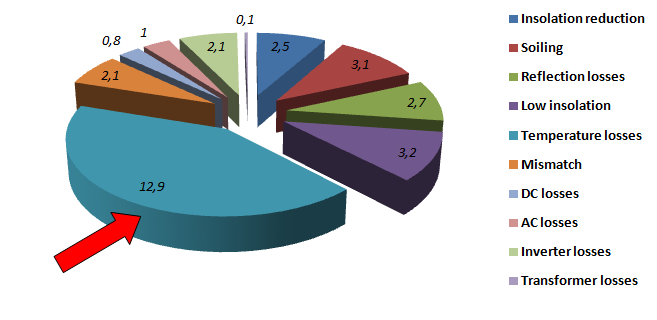 0,1
1
2,1
2,5
0,8
3,1
2,1
2,7
3,2
12,9
Insolation reduction
Soiling
Reflection losses
Low insolation
Temperature losses
Mismatch
DC losses
AC losses
Inverter losses
Transformer losses